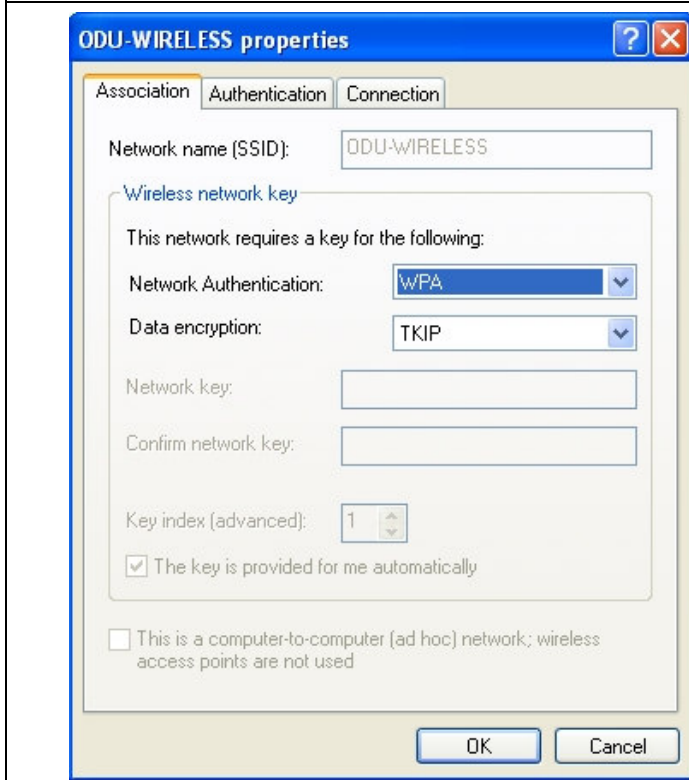 ODU-WIRELESS properties
Association Authentication Connection
Network name (SSID): ODU-WIRELESS
Wireless network key
This network requires a key for the following:
Network Authentication: WPA
Data encryption: TKIP
Network key:
Confirm network key:
Key index (advanced): 1
The key is provided for me automatically
This is a computer-to-computer (ad hoc) network; wireless
access points are not used
OK Cancel